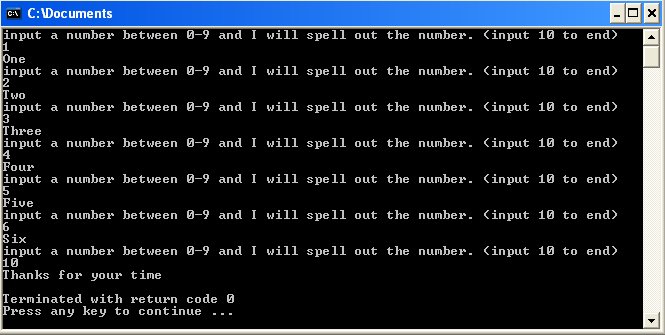 C:\Documents
input a number between 0-9 and I will spell out the number. (input 10 to end)
1
One
input a number between 0-9 and I will spell out the number. (input 10 to end)
2
Two
input a number between 0-9 and I will spell out the number. (input 10 to end)
3
Three
input a number between 0-9 and I will spell out the number. (input 10 to end)
4
Four
input a number between 0-9 and I will spell out the number. (input 10 to end)
5
Five
input a number between 0-9 and I will spell out the number. (input 10 to end)
6
Six
input a number between 0-9 and I will spell out the number. (input 10 to end)
10
Thanks for your time
Terminated with return code 0
Press any key to continue ...